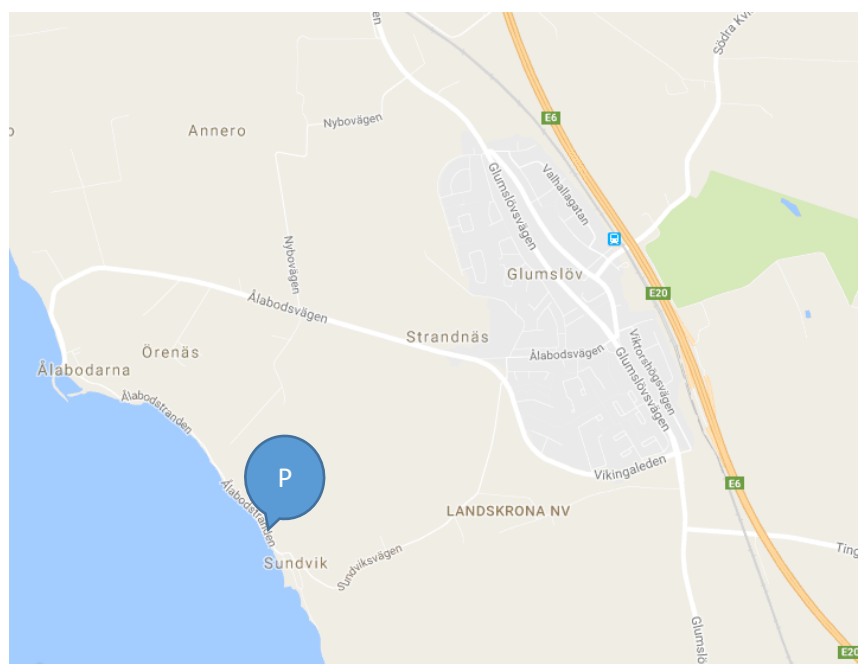 Södra Kv
E6
Annero
Nybovägen
Valhallagatan
Glumslövsvägen
Nybovägen
Glumslöv
E20
Ålabodsvägen
Strandnäs
Viktorshögsvägen
Örenäs
Ålabodsvägen
Glumslövsvägen
Ålabodarna
Ålabodstranden
P
Vikingaleden
Ålabodstranden
E6
LANDSKRONA NV
Ting
Sundviksvägen
Sundvik
Glumslö
E20